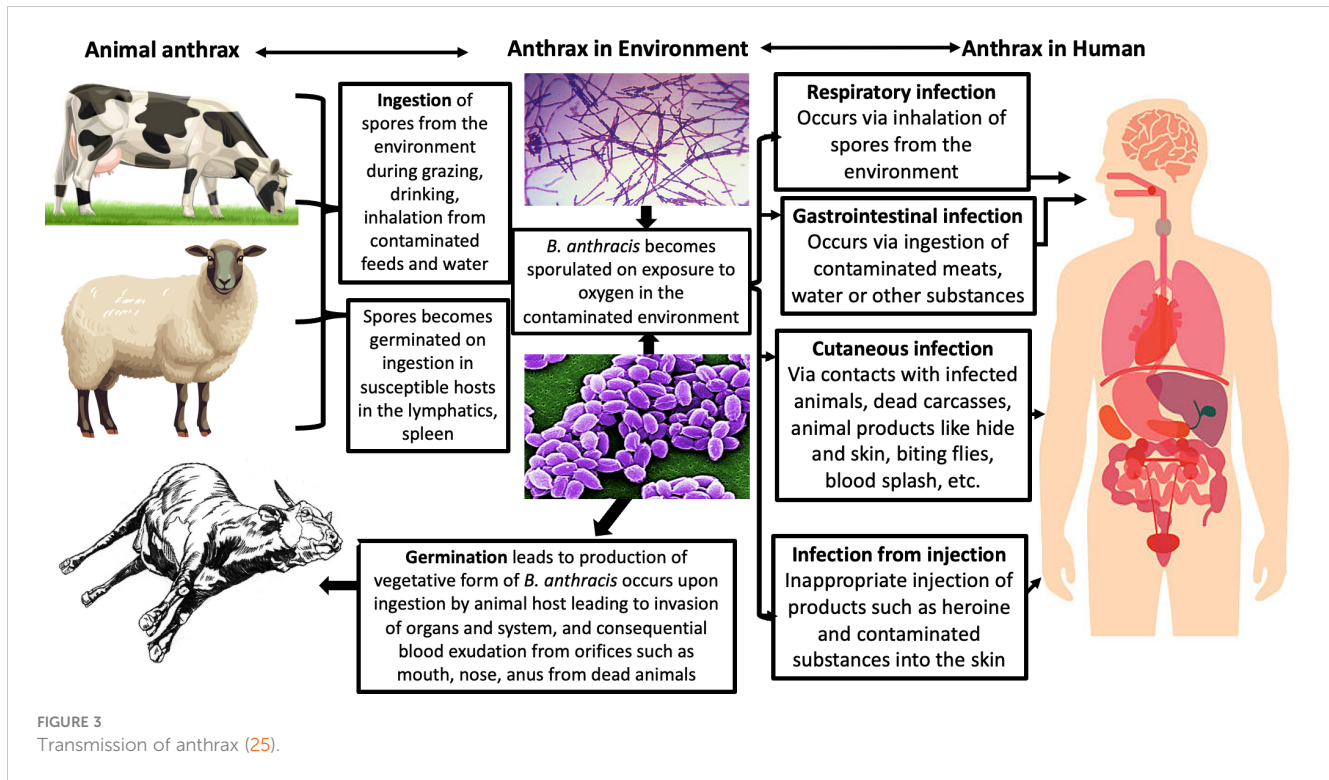 Animal anthrax
Anthrax in Environment
Anthrax in Human
Ingestion of
spores from the
environment
during grazing,
drinking,
inhalation from
contaminated
feeds and water
Spores becomes
germinated on
ingestion in
susceptible hosts
in the lymphatics,
spleen
B. anthracis becomes
sporulated on exposure to
oxygen in the
contaminated environment
Germination leads to production of
vegetative form of B. anthracis occurs upon
ingestion by animal host leading to invasion
of organs and system, and consequential
blood exudation from orifices such as
mouth, nose, anus from dead animals
Respiratory infection
Occurs via inhalation of
spores from the
environment
Gastrointestinal infection
Occurs via ingestion of
contaminated meats,
water or other substances
Cutaneous infection
Via contacts with infected
animals, dead carcasses,
animal products like hide
and skin, biting flies,
blood splash, etc.
Infection from injection
Inappropriate injection of
products such as heroine
and contaminated
substances into the skin
FIGURE 3
Transmission of anthrax (25).